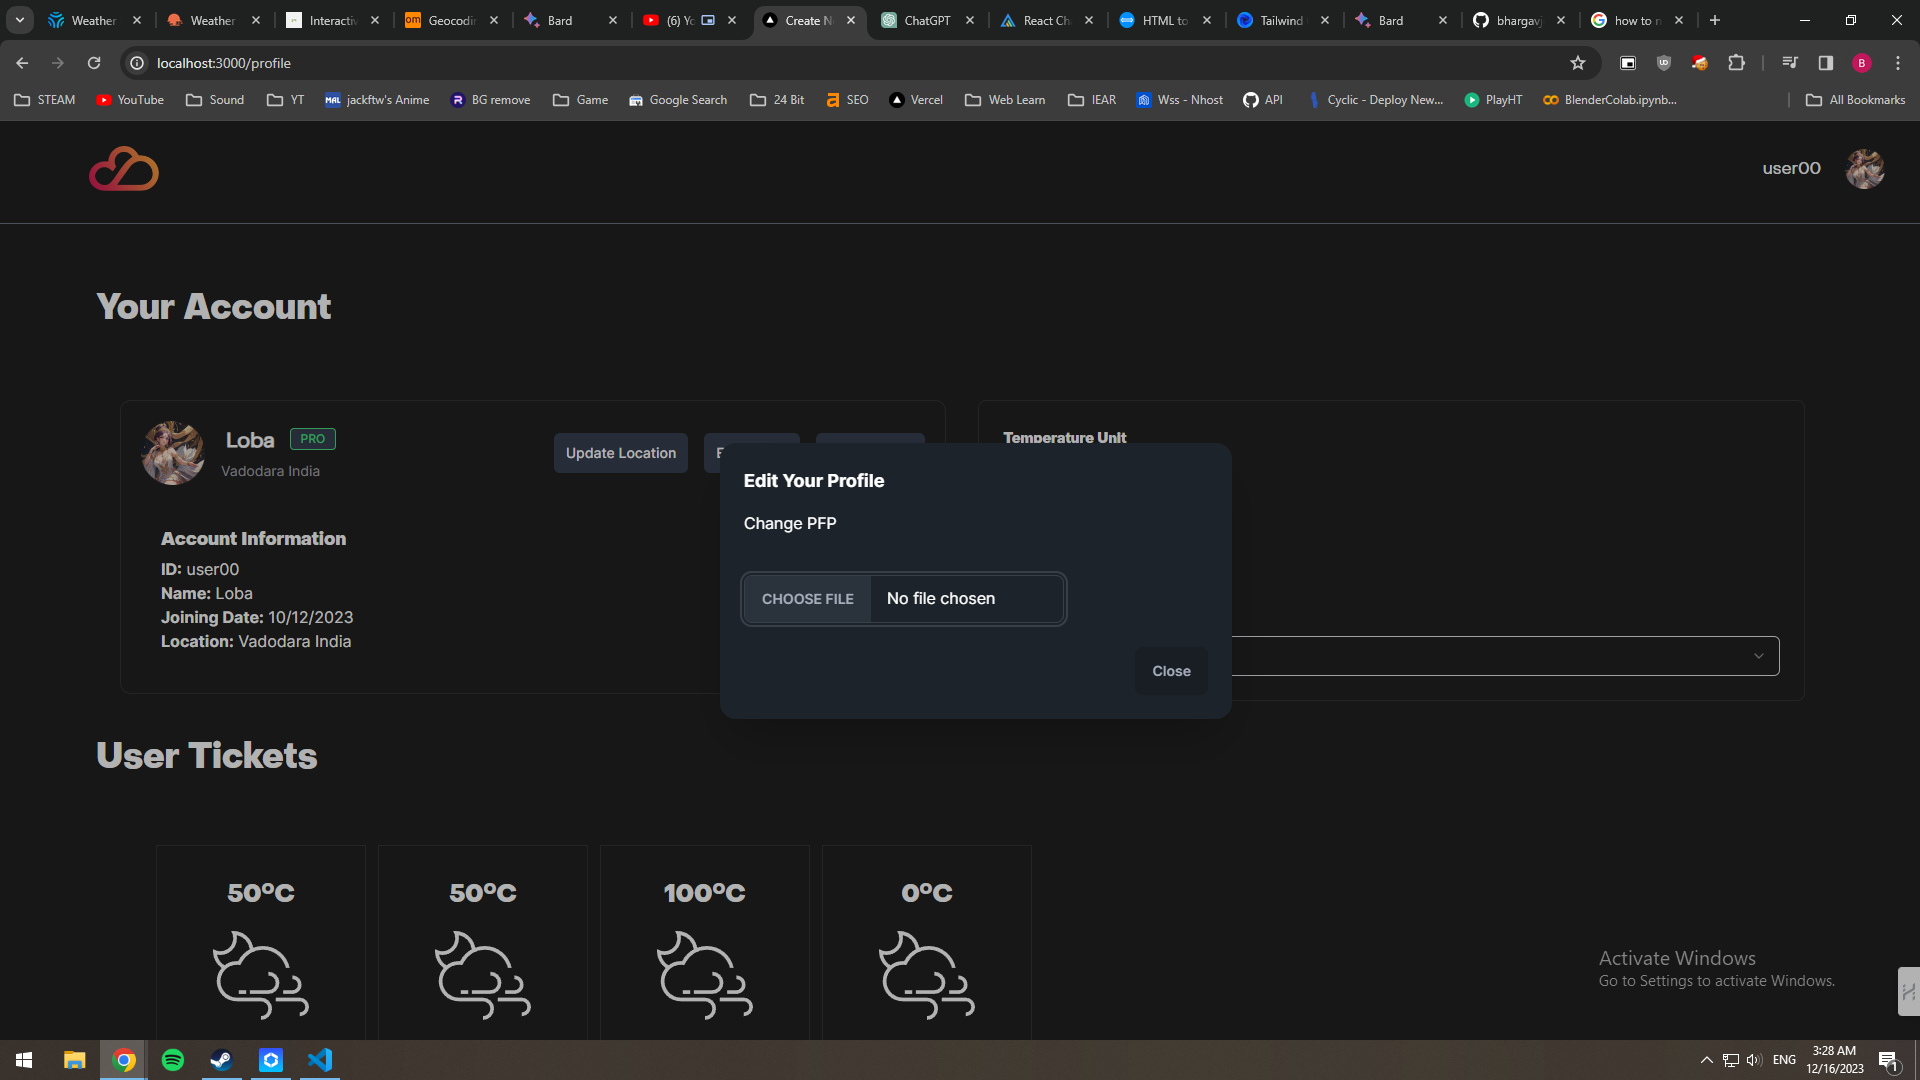 Weather
Weather
Interactiv
Geocodin
Bard
(6) Yo
Create N
ChatGPT
React Ch
HTML to
Tailwind
Bard
bhargavj
how to m
localhost:3000/profile
B
STEAM
YouTube
Sound
YT
MAL jackftw's Anime
BG remove
Game
Google Search
24 Bit
SEO
Vercel
Web Learn
IEAR
Wss - Nhost
API
Cyclic - Deploy New...
PlayHT
BlenderColab.ipynb...
All Bookmarks
user00
Your Account
Loba
PRO
Vadodara India
Update Location
Temperature Unit
Account Information
ID: user00
Name: Loba
Joining Date: 10/12/2023
Location: Vadodara India
Edit Your Profile
Change PFP
CHOOSE FILE
No file chosen
Close
User Tickets
50°C
50°C
100°C
0°C
Activate Windows
Go to Settings to activate Windows.
ENG
3:28 AM
12/16/2023
1